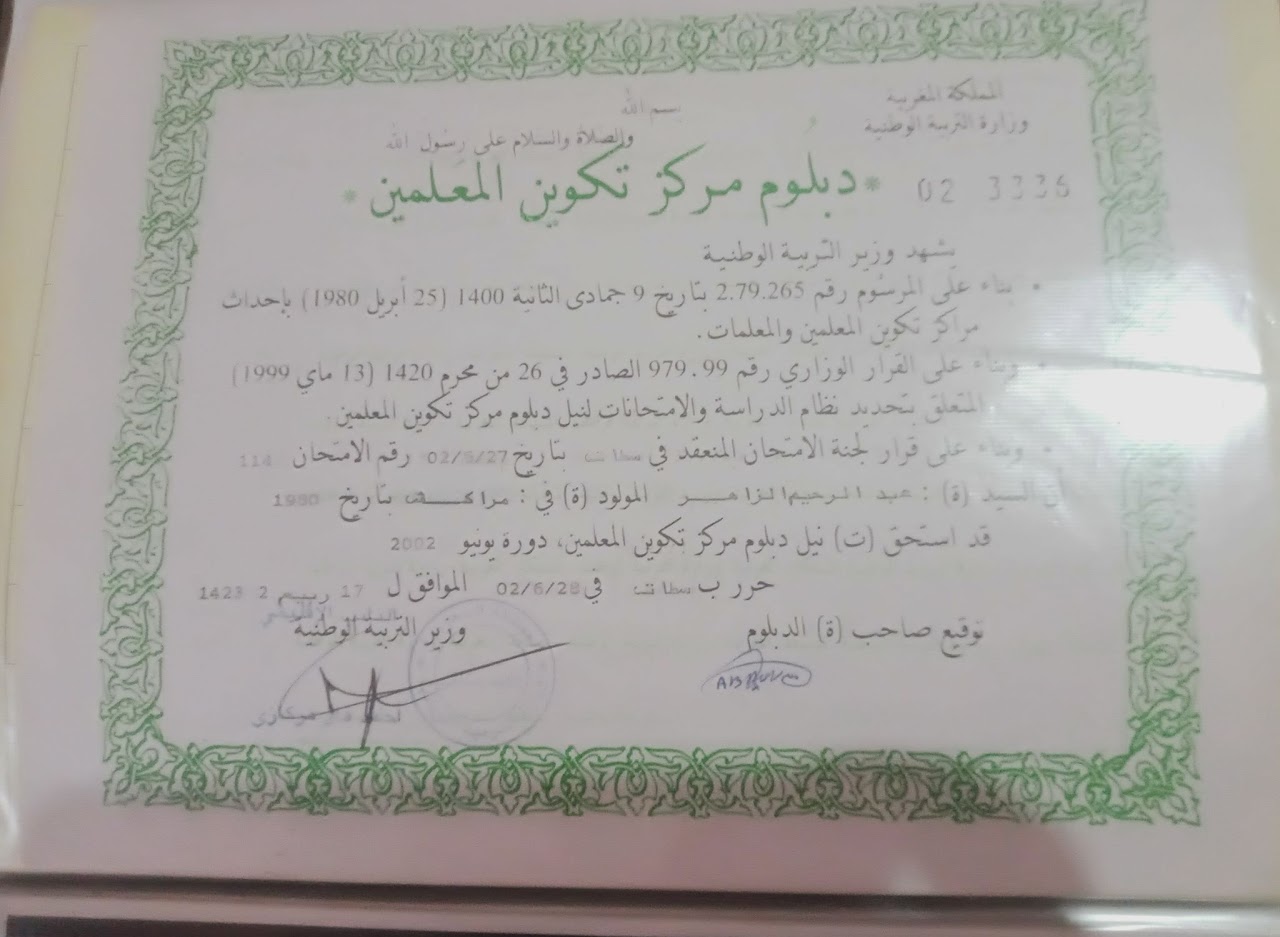 المملكة المغربية
وزارة التربية الوطنية
بسم الله
والصلاة والسلام على رسول الله
02 3336
* دبلوم مركز تكوين المعلمين *
يشهد وزير التربية الوطنية
• بناء على المرسوم رقم 2.79.265 بتاريخ 9 جمادى الثانية 1400 (25 أبريل 1980) بإحداث
مراكز تكوين المعلمين والمعلمات.
• وبناء على القرار الوزاري رقم 979.99 الصادر في 26 من محرم 1420 (13 ماي 1999)
المتعلق بتحديد نظام الدراسة والامتحانات لنيل دبلوم مركز تكوين المعلمين.
• وبناء على قرار لجنة الامتحان المنعقد في سطات بتاريخ 02/6/27 رقم الامتحان 114
أن السيد (ة) : عبد الرحيم الزاهر المولود (ة) في : مراكش بتاريخ 1980
قد استحق (ت) نيل دبلوم مركز تكوين المعلمين، دورة يونيو 2002
حرر ب سطات في 02/6/28 الموافق ل 17 ربيع 2 1423
توقيع صاحب (ة) الدبلوم
وزير التربية الوطنية